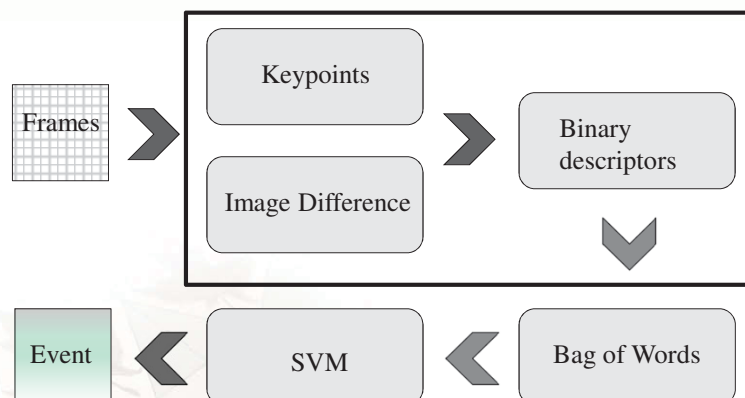 Keypoints
Frames
Binary
descriptors
Image Difference
Event
SVM
Bag of Words